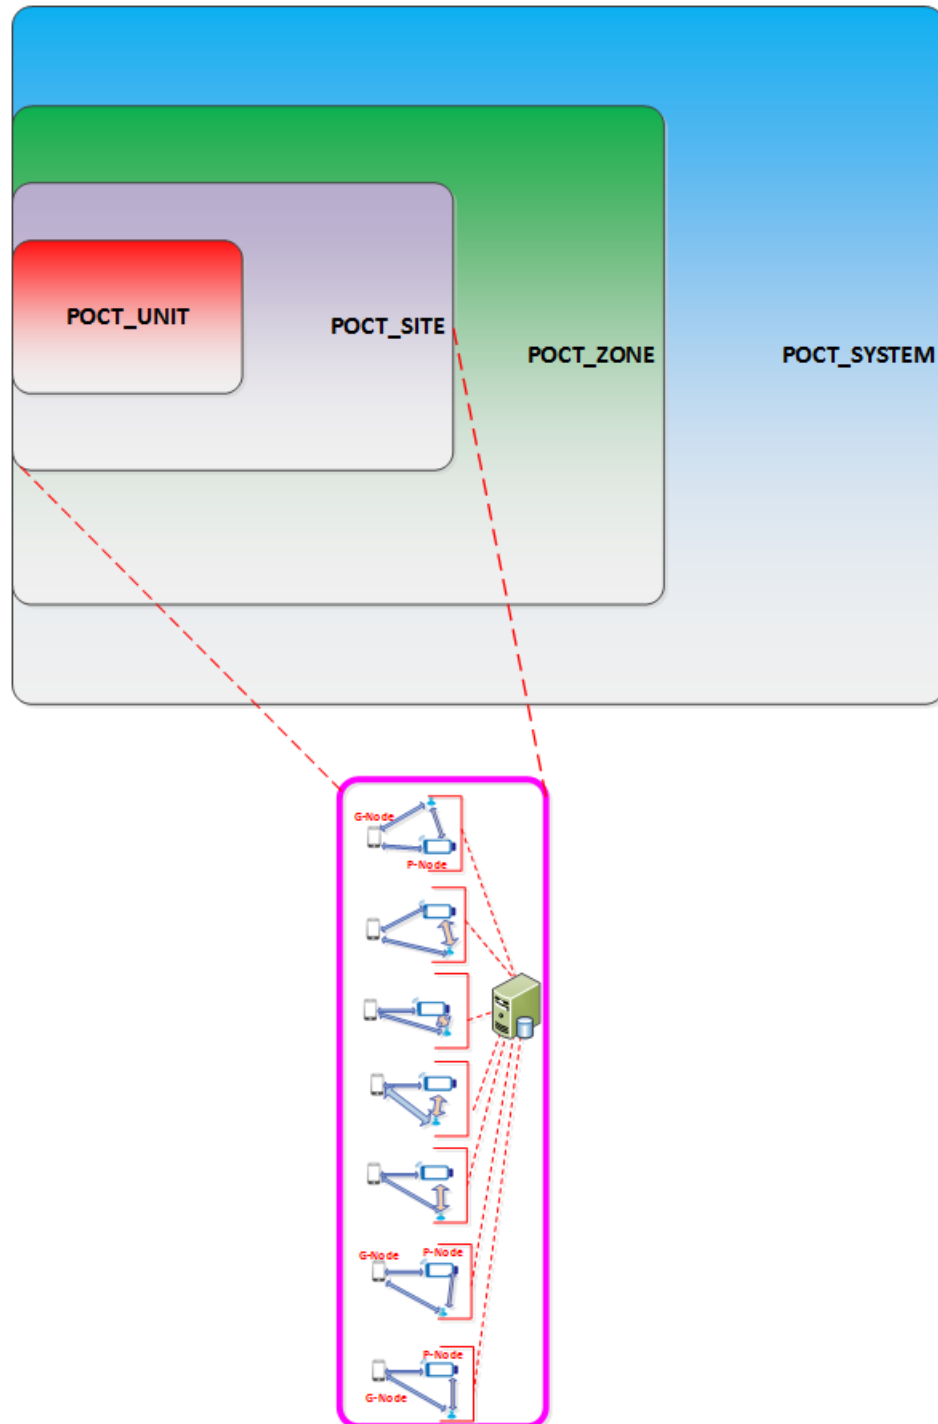 POCT_UNIT
POCT_SITE
POCT_ZONE
POCT_SYSTEM
G-Node
P-Node
P-Node
G-Node
P-Node
G-Node